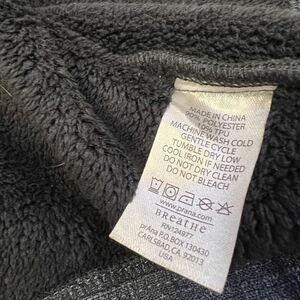 MADE IN CHINA
90% POLYESTER
10% TPU
MACHINE WASH COLD
GENTLE CYCLE
TUMBLE DRY LOW
COOL IRON IF NEEDED
DO NOT DRY CLEAN
DO NOT BLEACH
www.prana.com
BREATHE
RN124977
prAna P.O. BOX 130430
CARLSBAD, CA 92013
USA